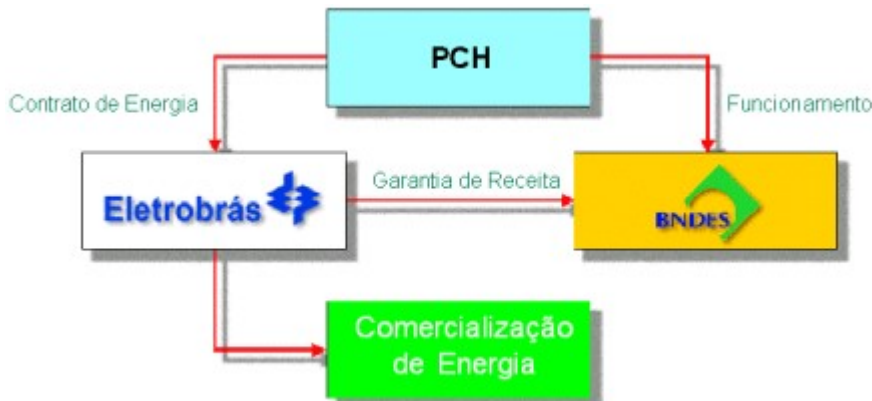 PCH
Contrato de Energia
Funcionamento
Garantia de Receita
Eletrobrás
BNDES
Comercialização
de Energia